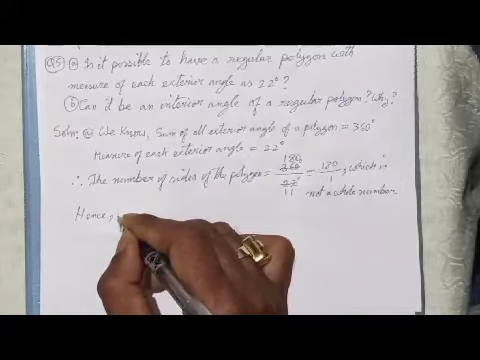 Q5 ⓐ Is it possible to have a regular polygon with
measure of each exterior angle as 22°?
ⓑ Can it be an interior angle of a regular polygon? Why?
Soln: ⓐ We know, Sum of all exterior angle of a polygon = 360°
Measure of each exterior angle = 22°
∴ The number of sides of the polygon = 360/22 = 180/1, which is
180
11
not a whole number
Hence,